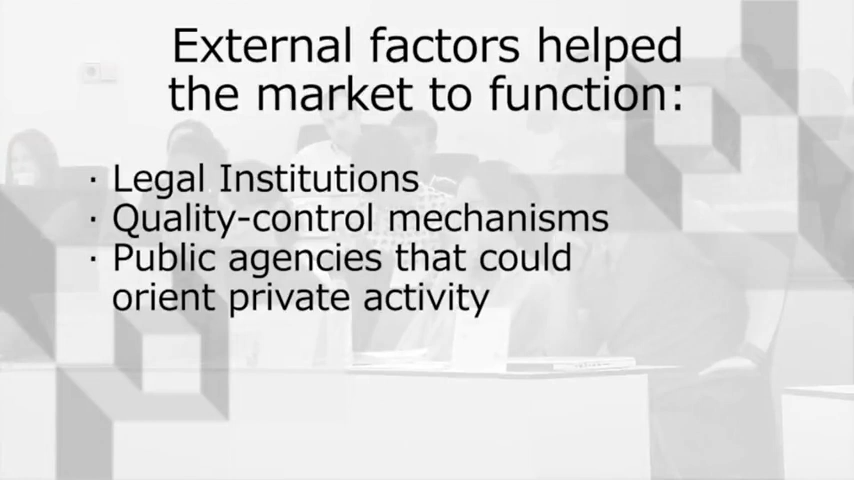 External factors helped
the market to function:
· Legal Institutions
· Quality-control mechanisms
· Public agencies that could
orient private activity